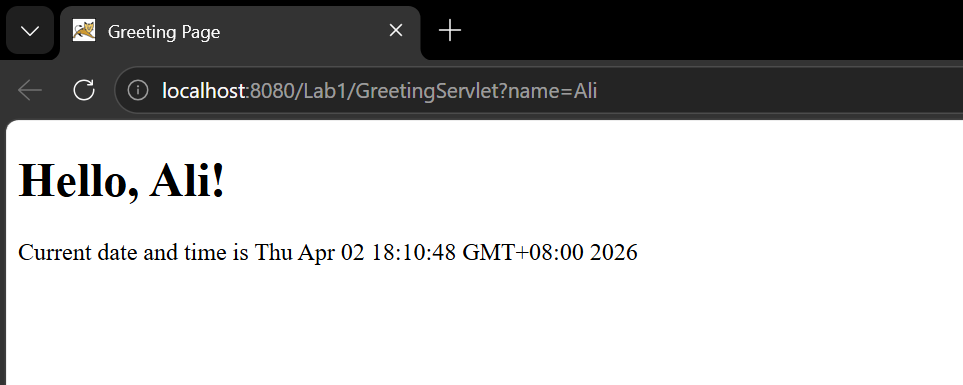 Greeting Page
localhost:8080/Lab1/GreetingServlet?name=Ali
Hello, Ali!
Current date and time is Thu Apr 02 18:10:48 GMT+08:00 2026